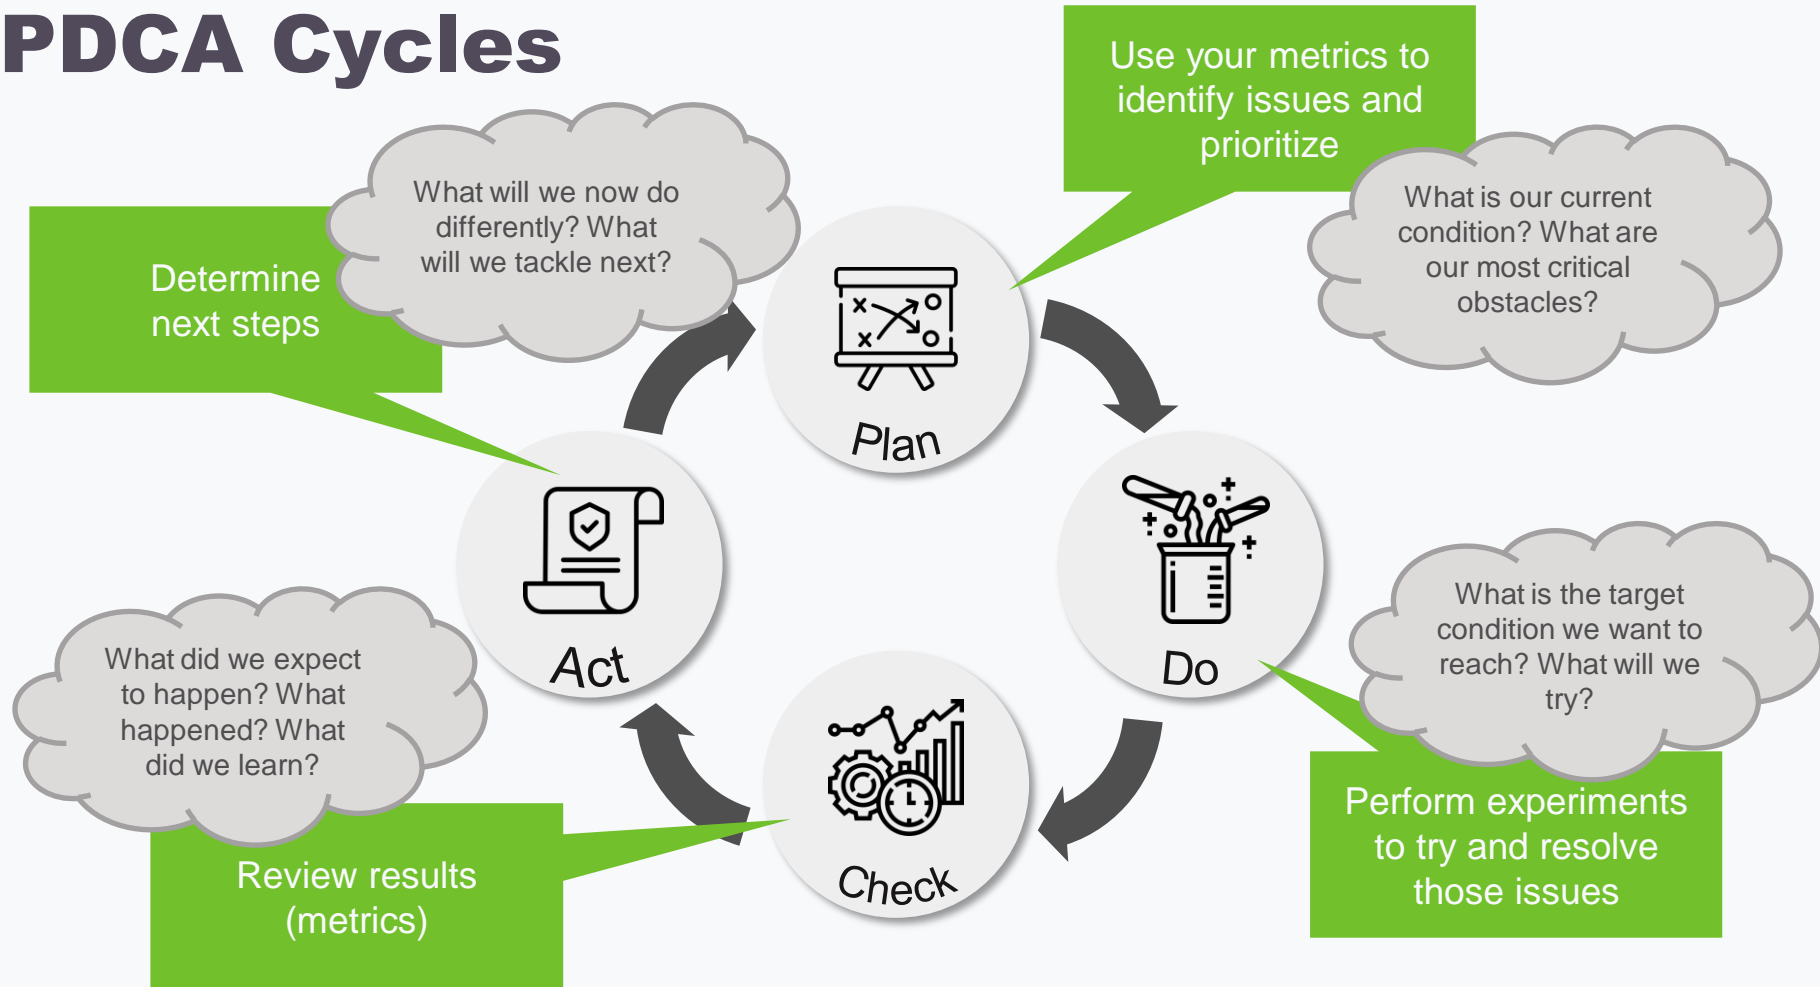 PDCA Cycles
Use your metrics to
identify issues and
prioritize
What is our current
condition? What are
our most critical
obstacles?
What will we now do
differently? What
will we tackle next?
Determine
next steps
Plan
Do
What is the target
condition we want to
reach? What will we
try?
Perform experiments
to try and resolve
those issues
Act
Check
What did we expect
to happen? What
happened? What
did we learn?
Review results
(metrics)